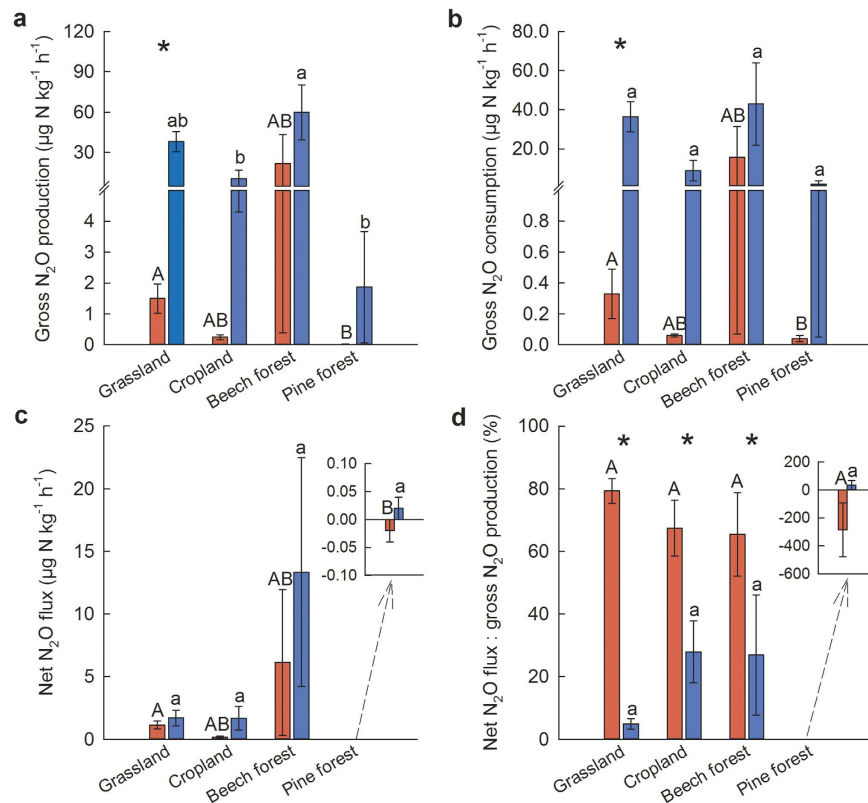 a
*
Gross N₂O production (µg N kg⁻¹ h⁻¹)
120
90
60
30
4
3
2
1
0
A
ab
AB
b
AB
a
B
b
Grassland
Cropland
Beech forest
Pine forest
b
*
Gross N₂O consumption (µg N kg⁻¹ h⁻¹)
80.0
60.0
40.0
20.0
0.8
0.6
0.4
0.2
0.0
A
a
AB
a
AB
a
B
a
Grassland
Cropland
Beech forest
Pine forest
c
Net N₂O flux (µg N kg⁻¹ h⁻¹)
25
20
15
10
5
0
A
a
AB
a
AB
a
0.10
0.05
0.00
-0.05
-0.10
B
a
Grassland
Cropland
Beech forest
Pine forest
d
Net N₂O flux : gross N₂O production (%)
100
80
60
40
20
0
*
*
*
A
a
A
a
A
a
200
0
-200
-400
-600
A
a
Grassland
Cropland
Beech forest
Pine forest